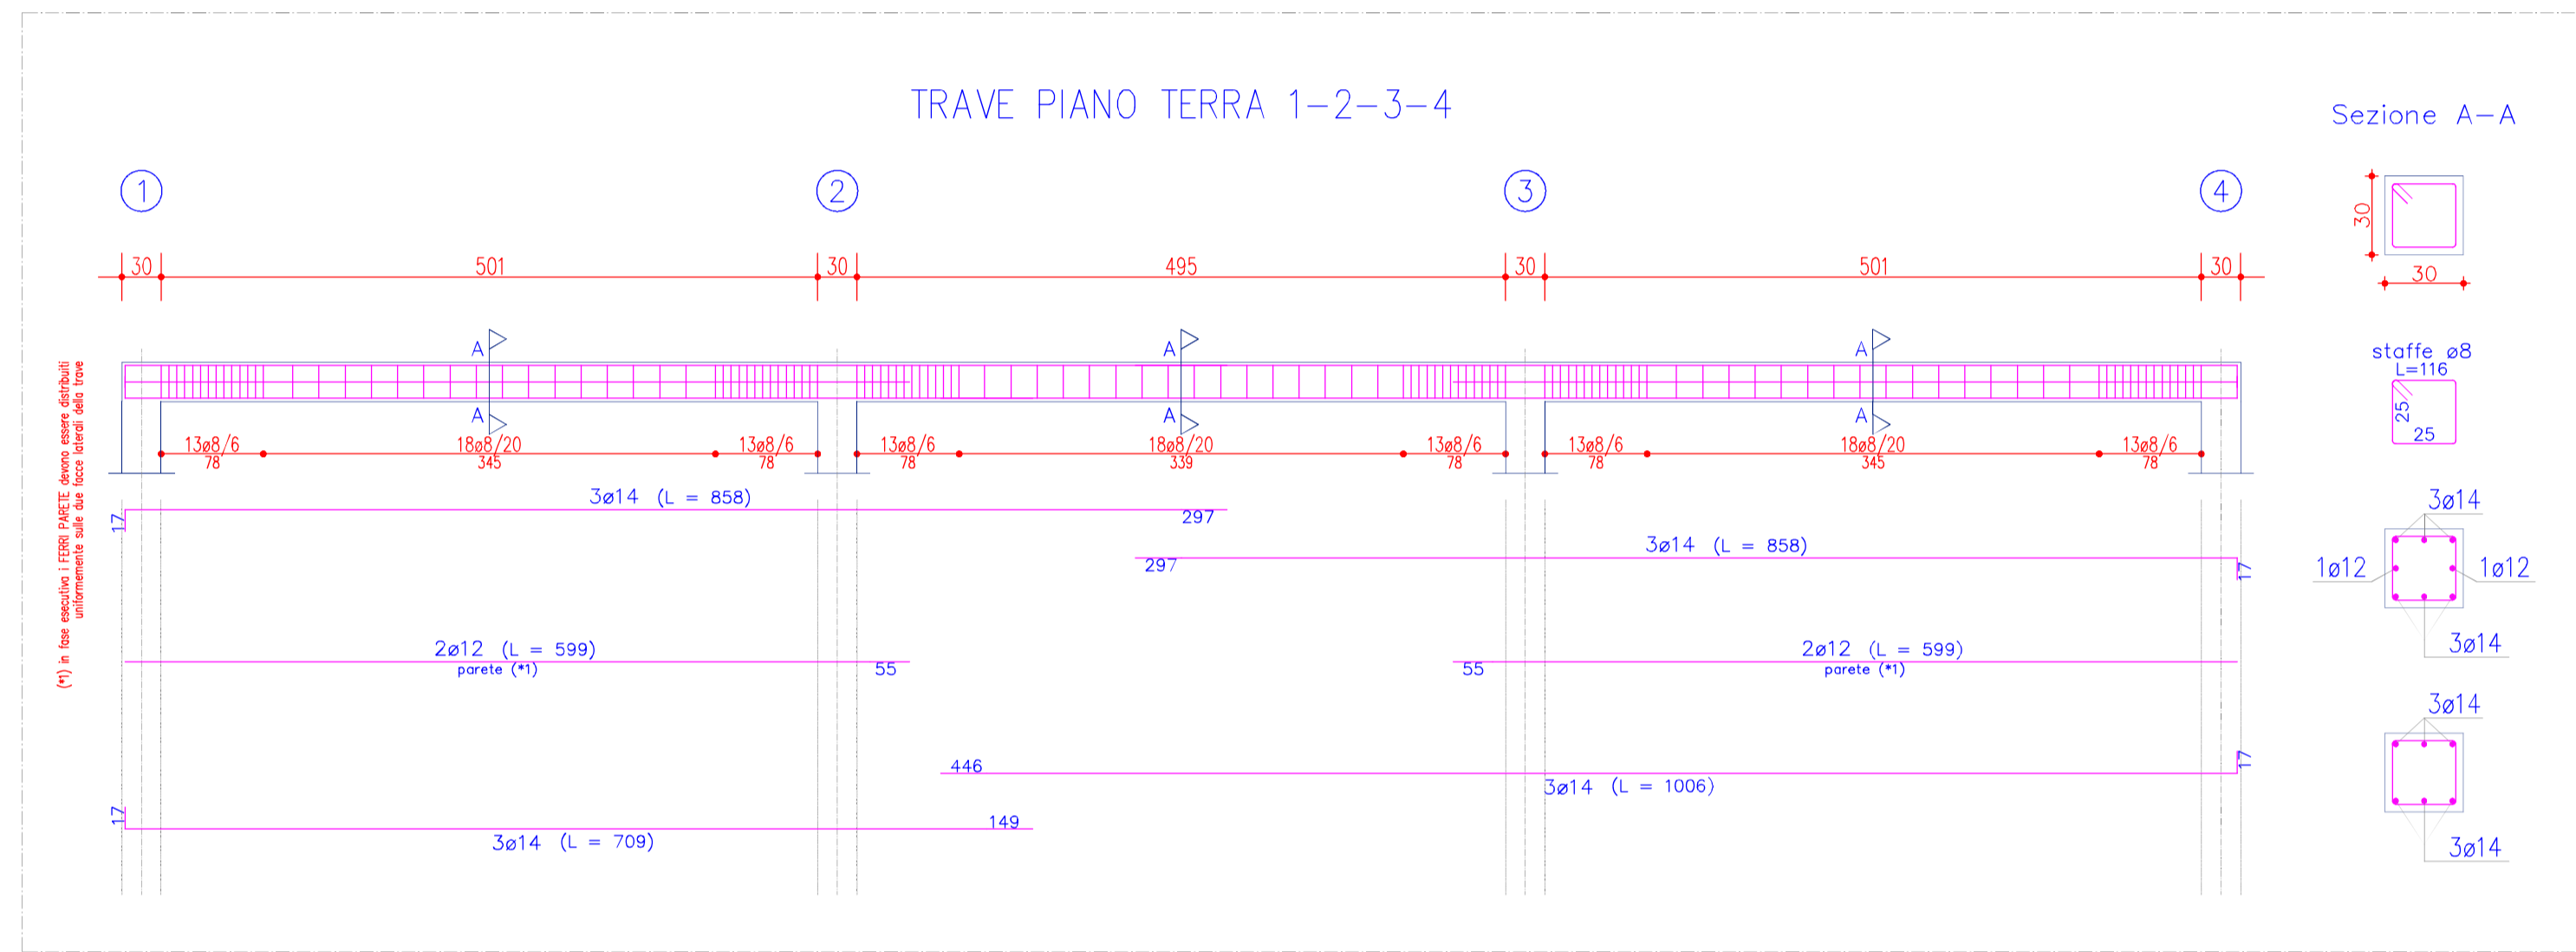 TRAVE PIANO TERRA 1-2-3-4
Sezione A-A
1
2
3
4
30
501
30
495
30
501
30
30
30
A
A
A
A
A
A
13ø8/6
78
18ø8/20
345
13ø8/6
78
13ø8/6
78
18ø8/20
339
13ø8/6
78
13ø8/6
78
18ø8/20
345
13ø8/6
78
staffe ø8
L=116
25
25
(*1) in fase esecutiva i FERRI PARETE devono essere distribuiti
uniformemente sulle due facce laterali della trave
3ø14 (L = 858)
17
297
3ø14 (L = 858)
297
17
2ø12 (L = 599)
parete (*1)
55
2ø12 (L = 599)
parete (*1)
55
446
3ø14 (L = 1006)
17
17
149
3ø14 (L = 709)
3ø14
1ø12
1ø12
3ø14
3ø14
3ø14